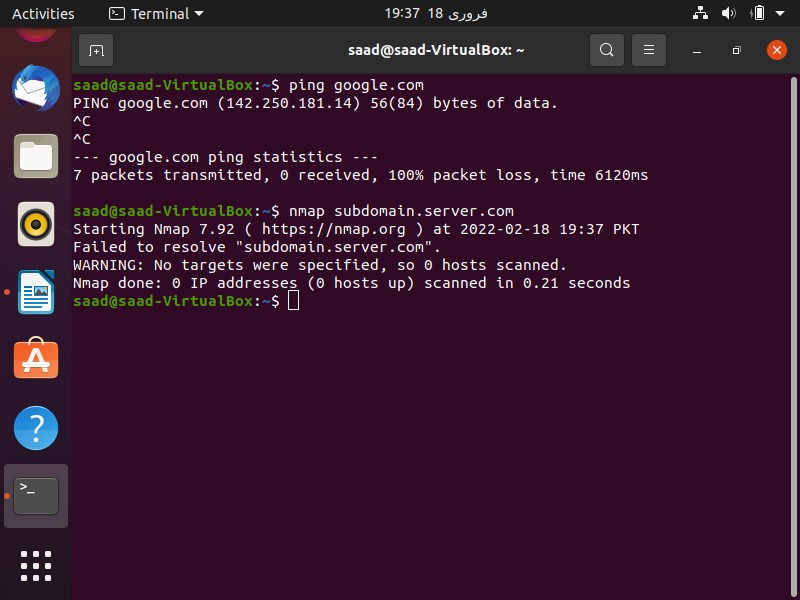 Activities Terminal 19:37 18 فروری
saad@saad-VirtualBox: ~
saad@saad-VirtualBox:~$ ping google.com
PING google.com (142.250.181.14) 56(84) bytes of data.
^C
^C
--- google.com ping statistics ---
7 packets transmitted, 0 received, 100% packet loss, time 6120ms
saad@saad-VirtualBox:~$ nmap subdomain.server.com
Starting Nmap 7.92 ( https://nmap.org ) at 2022-02-18 19:37 PKT
Failed to resolve "subdomain.server.com".
WARNING: No targets were specified, so 0 hosts scanned.
Nmap done: 0 IP addresses (0 hosts up) scanned in 0.21 seconds
saad@saad-VirtualBox:~$